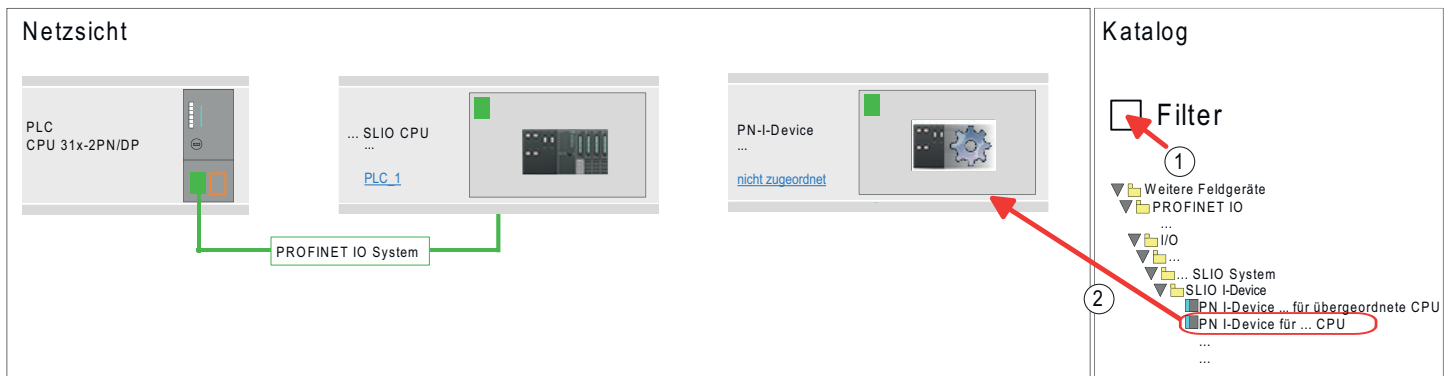 Netzsicht
PLC
CPU 31x-2PN/DP
... SLIO CPU
...
PLC_1
PN-I-Device
...
nicht zugeordnet
PROFINET IO System
Katalog
Filter
1
Weitere Feldgeräte
PROFINET IO
...
I/O
...
... SLIO System
SLIO I-Device
PN I-Device ... für übergeordnete CPU
2
PN I-Device für ... CPU
...
...